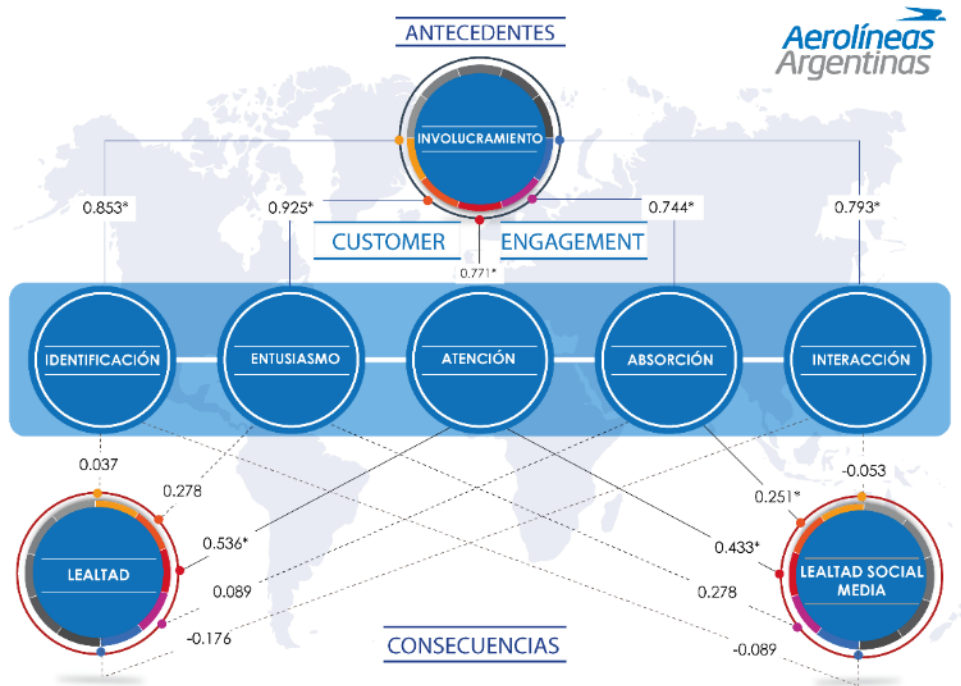 ANTECEDENTES
Aerolíneas
Argentinas
INVOLUCRAMIENTO
0.853*
0.925*
0.744*
0.793*
CUSTOMER
ENGAGEMENT
0.771*
IDENTIFICACIÓN
ENTUSIASMO
ATENCIÓN
ABSORCIÓN
INTERACCIÓN
0.037
-0.053
0.278
0.251*
0.536*
0.433*
LEALTAD
LEALTAD SOCIAL
MEDIA
0.089
0.278
-0.176
CONSECUENCIAS
-0.089